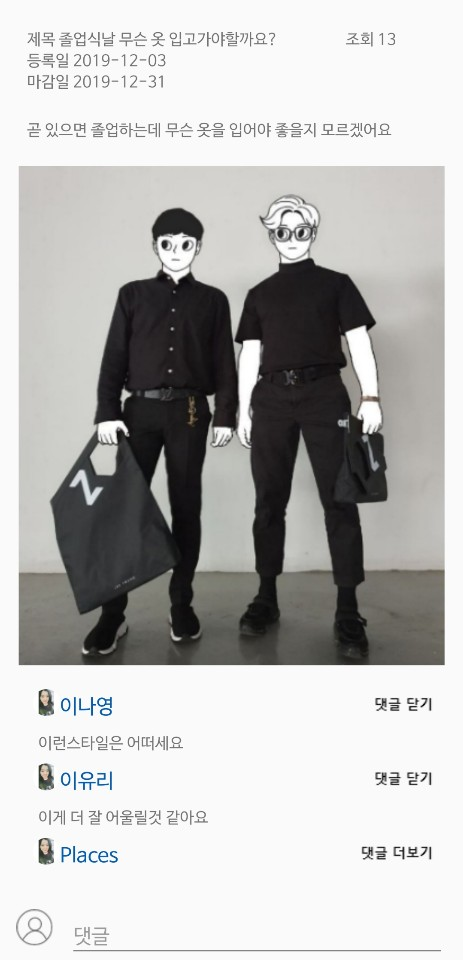 제목 졸업식날 무슨 옷 입고가야할까요? 조회 13
등록일 2019-12-03
마감일 2019-12-31
곧 있으면 졸업하는데 무슨 옷을 입어야 좋을지 모르겠어요
Z
이나영 댓글 닫기
이런스타일은 어떠세요
이유리 댓글 닫기
이게 더 잘 어울릴것 같아요
Places 댓글 더보기
댓글